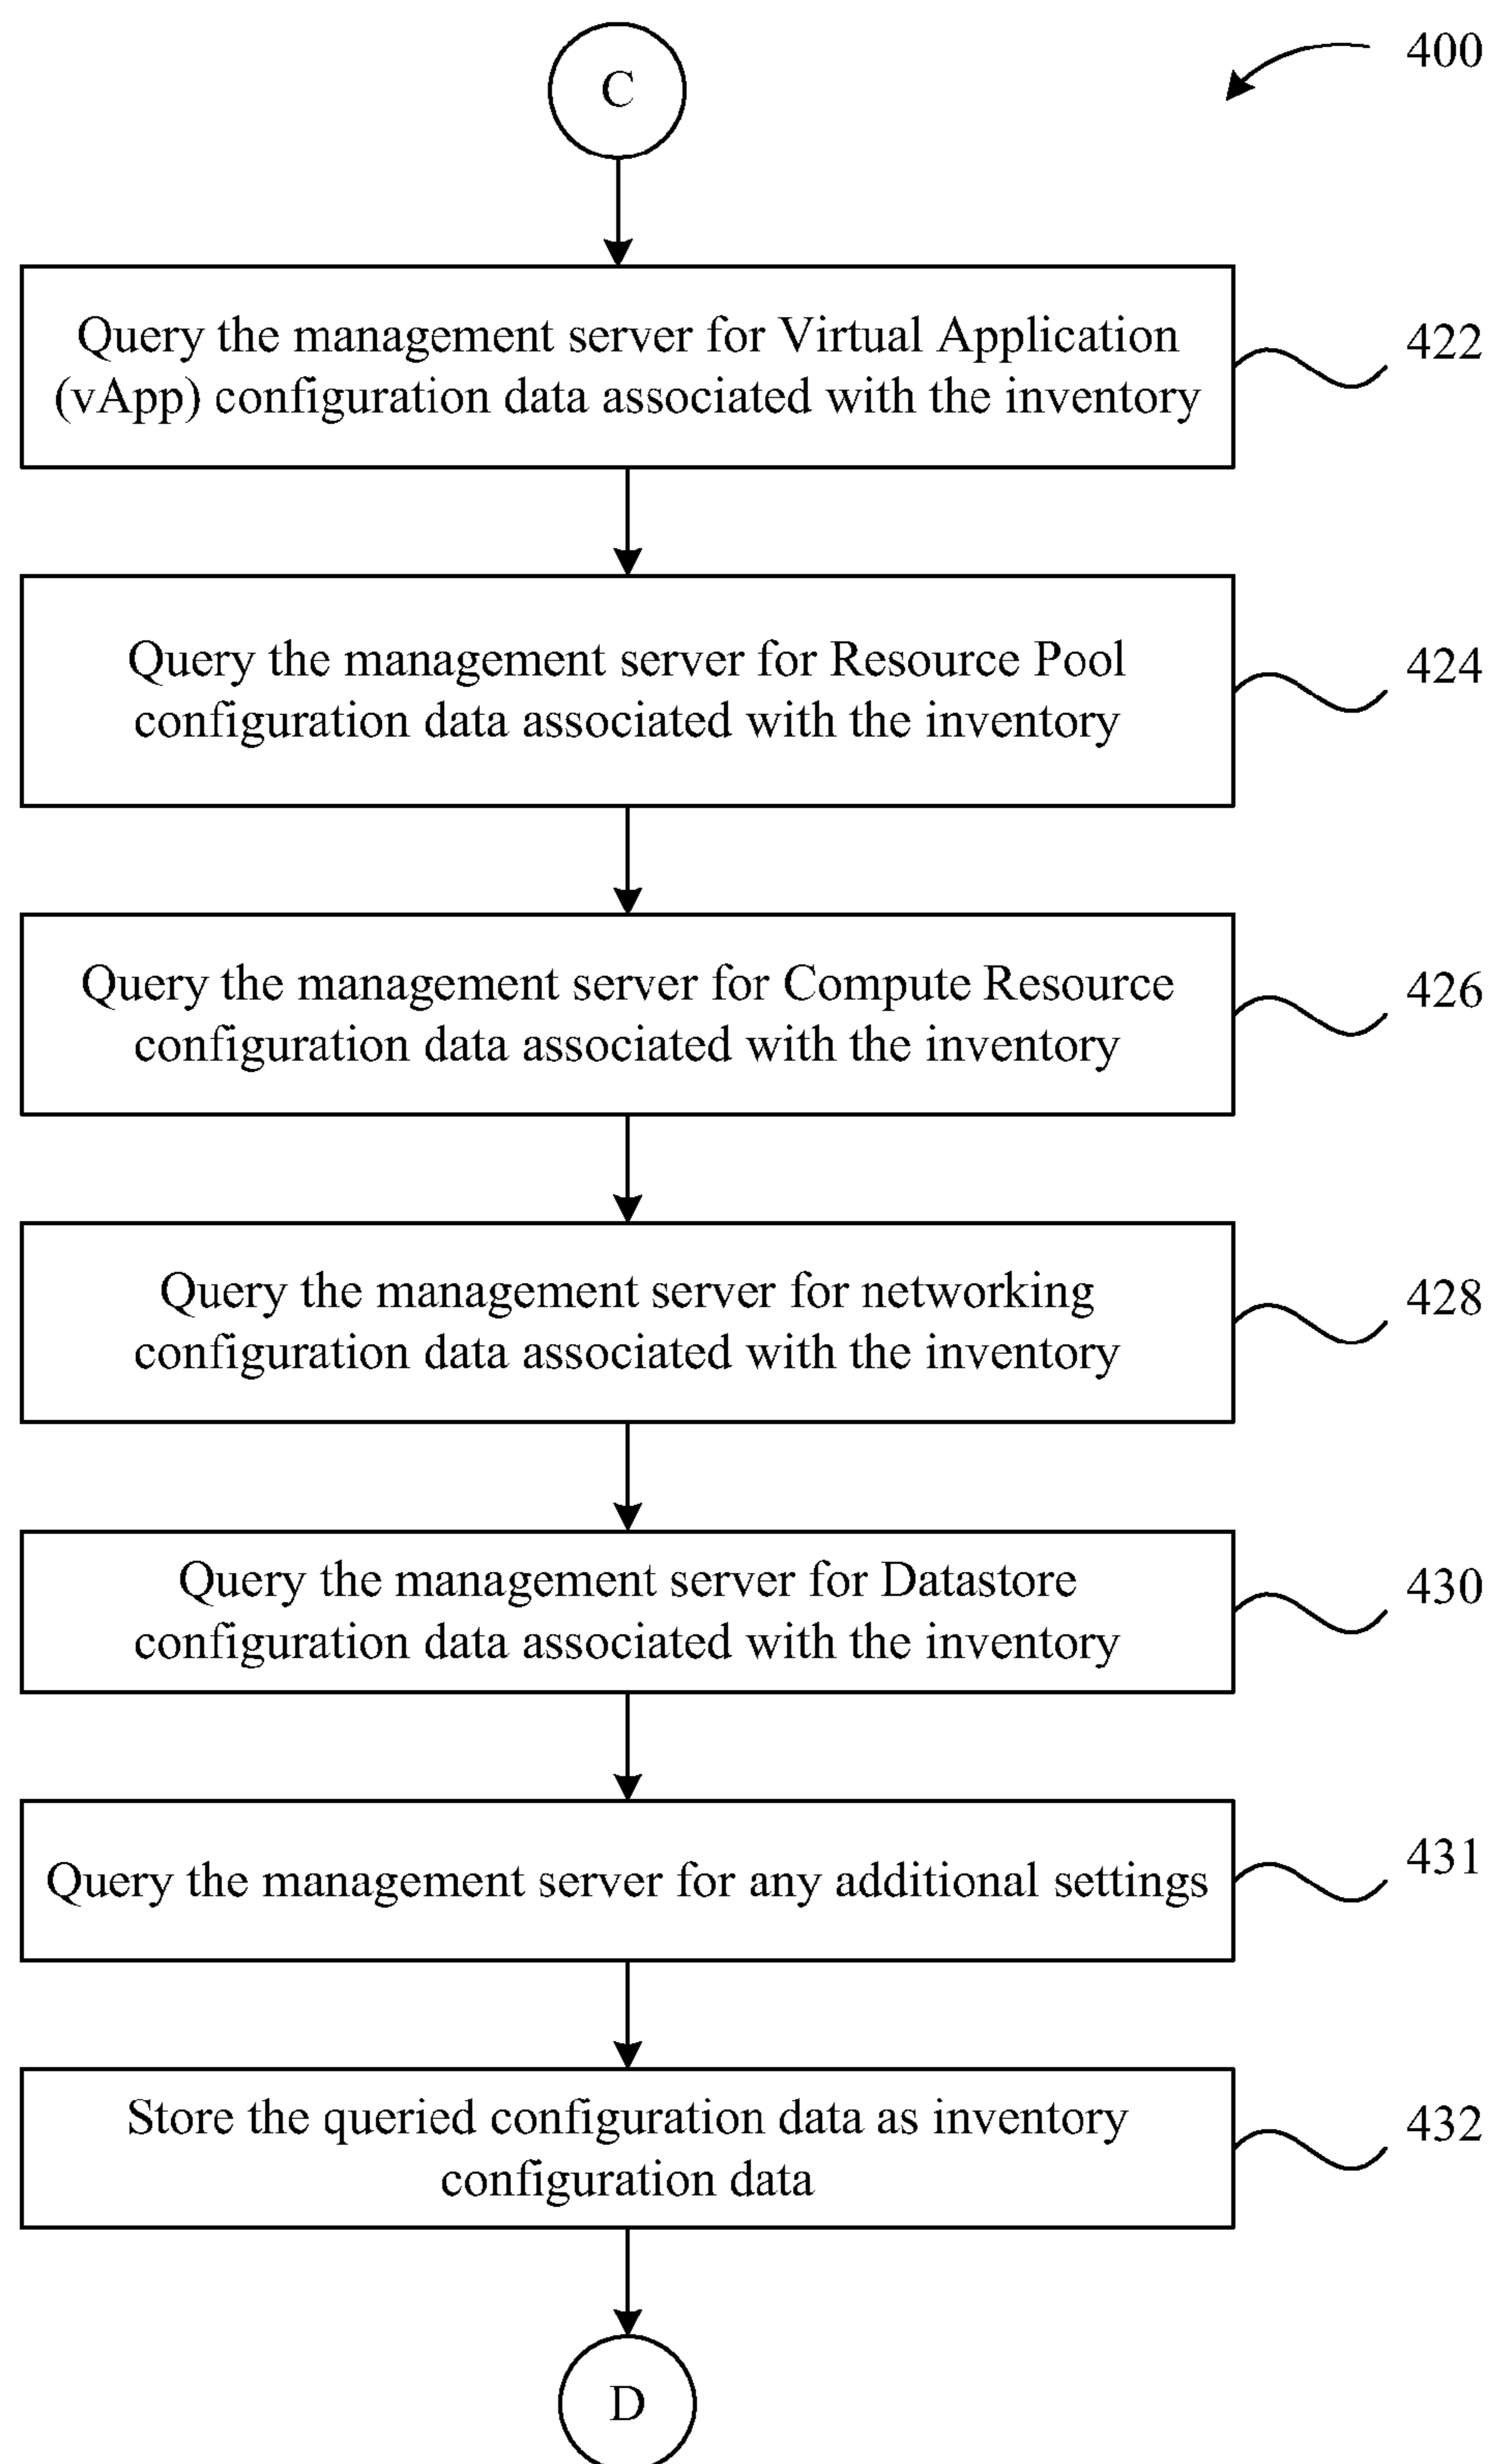 C
400
Query the management server for Virtual Application
(vApp) configuration data associated with the inventory
422
Query the management server for Resource Pool
configuration data associated with the inventory
424
Query the management server for Compute Resource
configuration data associated with the inventory
426
Query the management server for networking
configuration data associated with the inventory
428
Query the management server for Datastore
configuration data associated with the inventory
430
Query the management server for any additional settings
431
Store the queried configuration data as inventory
configuration data
432
D